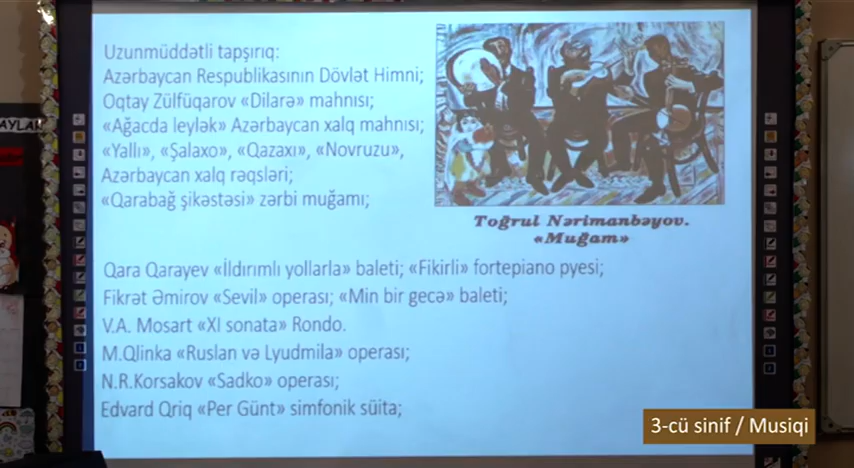 Uzunmüddətli tapşırıq:
Azərbaycan Respublikasının Dövlət Himni;
Oqtay Zülfüqarov «Dilarə» mahnısı;
«Ağacda leylək» Azərbaycan xalq mahnısı;
«Yallı», «Şalaxo», «Qazaxı», «Novruzu»,
Azərbaycan xalq rəqsləri;
«Qarabağ şikəstəsi» zərbi muğamı;
Toğrul Nərimanbəyov.
«Muğam»
Qara Qarayev «İldırımlı yollarla» baleti; «Fikirli» fortepiano pyesi;
Fikrət Əmirov «Sevil» operası; «Min bir gecə» baleti;
V.A. Mosart «XI sonata» Rondo.
M.Qlinka «Ruslan və Lyudmila» operası;
N.R.Korsakov «Sadko» operası;
Edvard Qriq «Per Günt» simfonik süita;
AYLAR
3-cü sinif / Musiqi